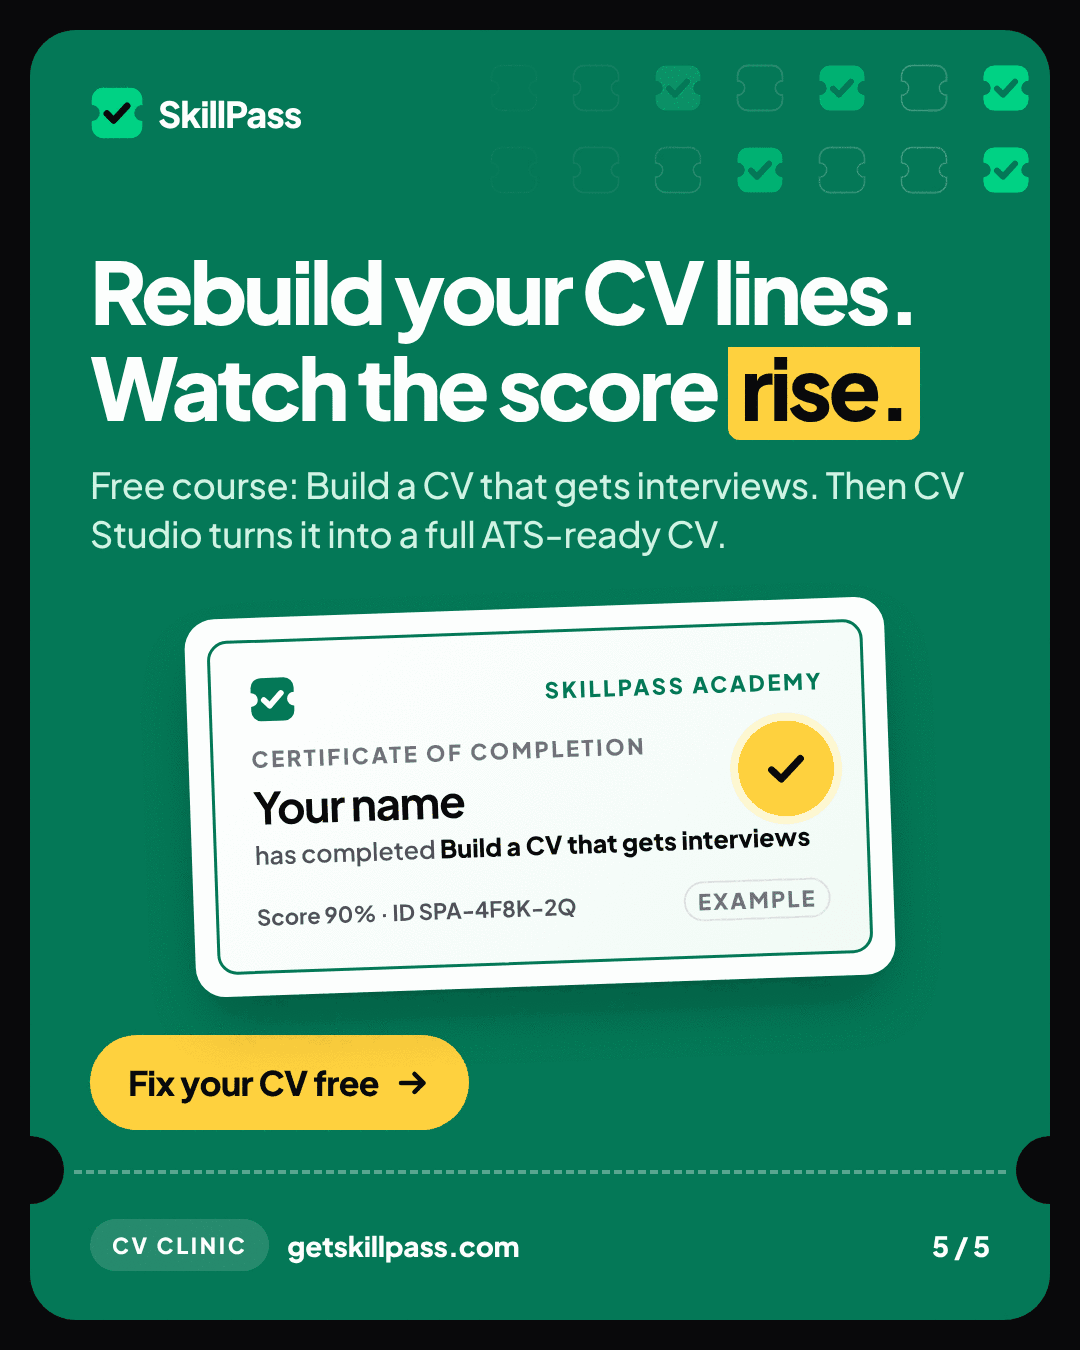 SkillPass
Rebuild your CV lines.
Watch the score rise.
Free course: Build a CV that gets interviews. Then CV
Studio turns it into a full ATS-ready CV.
SKILLPASS ACADEMY
CERTIFICATE OF COMPLETION
Your name
has completed Build a CV that gets interviews
Score 90% · ID SPA-4F8K-2Q
EXAMPLE
Fix your CV free →
CV CLINIC
getskillpass.com
5 / 5